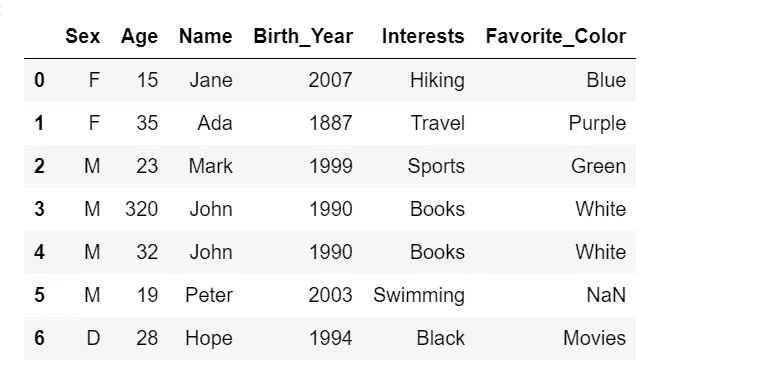 Sex Age Name Birth_Year Interests Favorite_Color
0 F 15 Jane 2007 Hiking Blue
1 F 35 Ada 1887 Travel Purple
2 M 23 Mark 1999 Sports Green
3 M 320 John 1990 Books White
4 M 32 John 1990 Books White
5 M 19 Peter 2003 Swimming NaN
6 D 28 Hope 1994 Black Movies